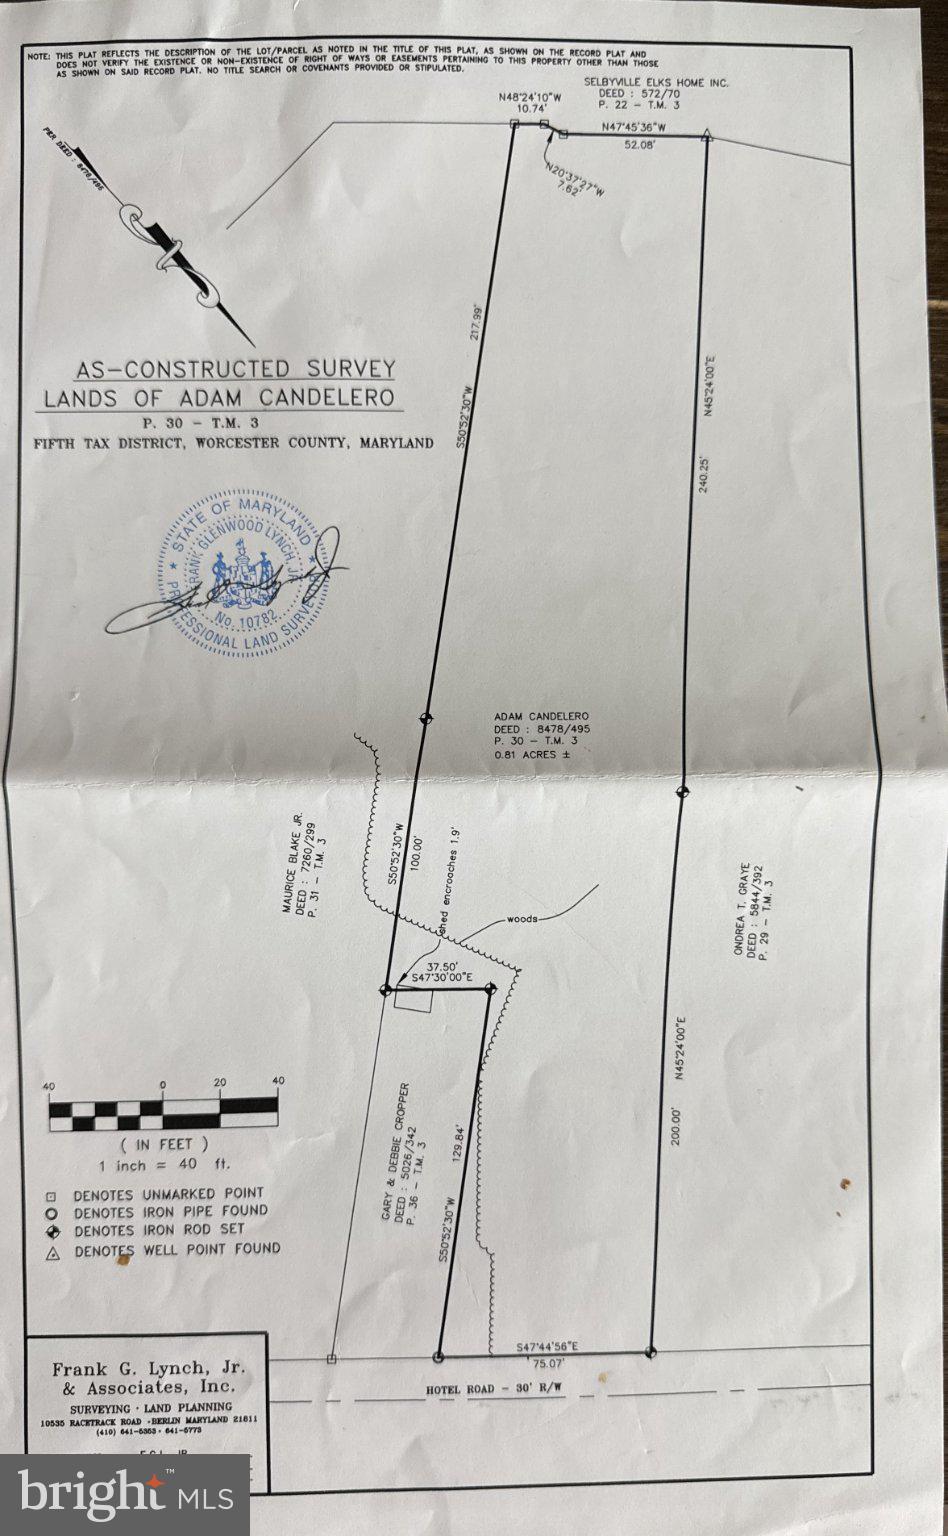 NOTE: THIS PLAT REFLECTS THE DESCRIPTION OF THE LOT/PARCEL AS NOTED IN THE TITLE OF THIS PLAT, AS SHOWN ON THE RECORD PLAT AND
DOES NOT VERIFY THE EXISTENCE OR NON-EXISTENCE OF RIGHT OF WAYS OR EASEMENTS PERTAINING TO THIS PROPERTY OTHER THAN THOSE
AS SHOWN ON SAID RECORD PLAT. NO TITLE SEARCH OR COVENANTS PROVIDED OR STIPULATED.
SELBYVILLE ELKS HOME INC.
DEED : 572/70
P. 22 - T.M. 3
N48°24'10"W
10.74'
N47°45'36"W
52.08'
N20°37'27"W
7.62'
PER DEED : 8478/495
AS-CONSTRUCTED SURVEY
LANDS OF ADAM CANDELERO
P. 30 - T.M. 3
FIFTH TAX DISTRICT, WORCESTER COUNTY, MARYLAND
STATE OF MARYLAND
FRANK GLENWOOD LYNCH, JR.
No. 10782
PROFESSIONAL LAND SURVEYOR
217.99'
S50°52'30"W
N45°24'00"E
240.25'
ADAM CANDELERO
DEED : 8478/495
P. 30 - T.M. 3
0.81 ACRES ±
MAURICE BLAKE JR.
DEED : 7260/299
P. 31 - T.M. 3
S50°52'30"W
100.00'
shed encrooches 1.9'
woods
ONDREA T. GRAYE
DEED : 5844/392
P. 29 - T.M. 3
37.50'
S47°30'00"E
N45°24'00"E
200.00'
GARY & DEBBIE CROPPER
DEED : 5026/342
P. 36 - T.M. 3
129.84'
S50°52'30"W
40 0 20 40
( IN FEET )
1 inch = 40 ft.
DENOTES UNMARKED POINT
DENOTES IRON PIPE FOUND
DENOTES IRON ROD SET
DENOTES WELL POINT FOUND
S47°44'56"E
75.07'
HOTEL ROAD - 30' R/W
Frank G. Lynch, Jr.
& Associates, Inc.
SURVEYING · LAND PLANNING
10535 RACETRACK ROAD · BERLIN MARYLAND 21811
(410) 641-5353 · 641-5773
bright™ MLS